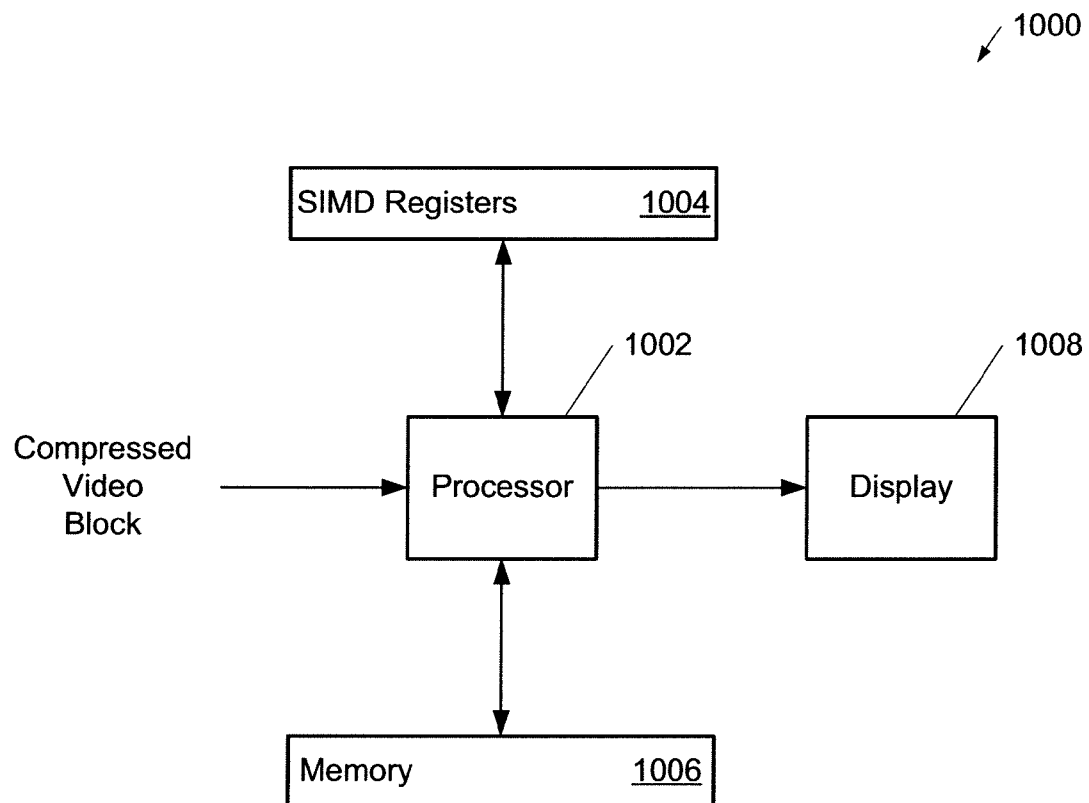 1000
SIMD Registers 1004
1002
1008
Compressed
Video
Block
Processor
Display
Memory 1006